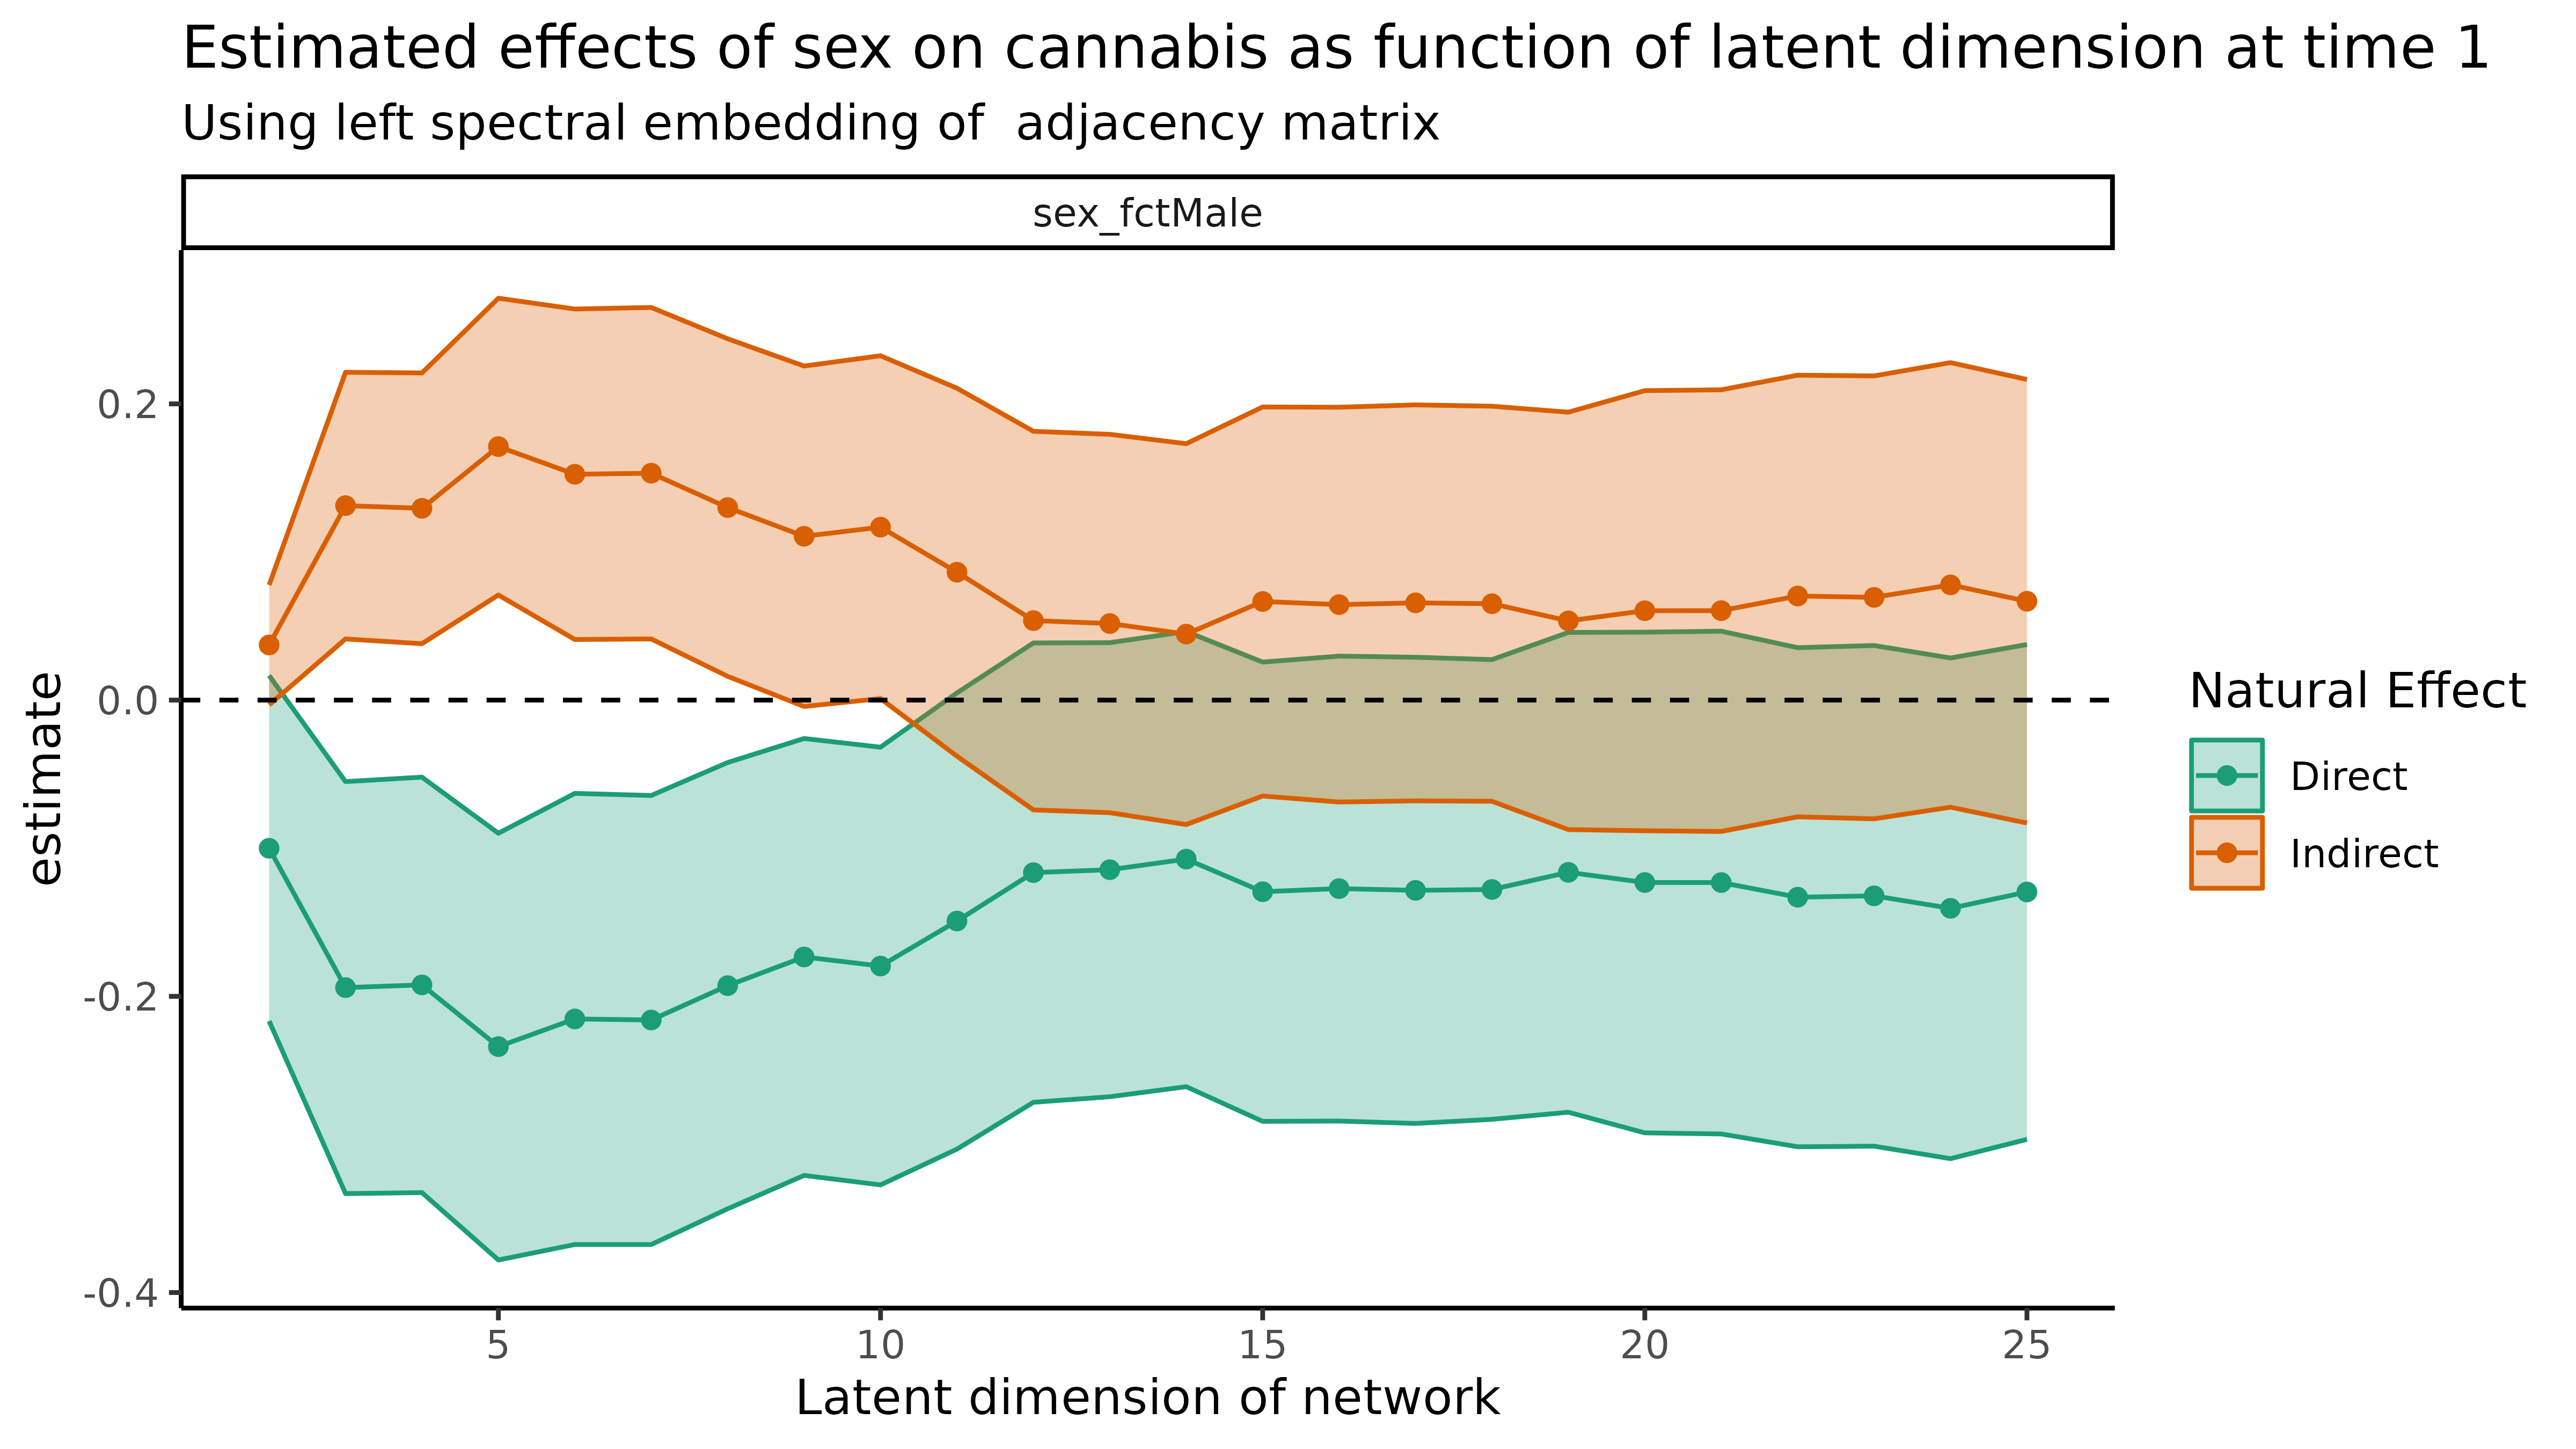 Estimated effects of sex on cannabis as function of latent dimension at time 1
Using left spectral embedding of  adjacency matrix
sex_fctMale
0.2
0.0
-0.2
-0.4
estimate
5
10
15
20
25
Latent dimension of network
Natural Effect
Direct
Indirect